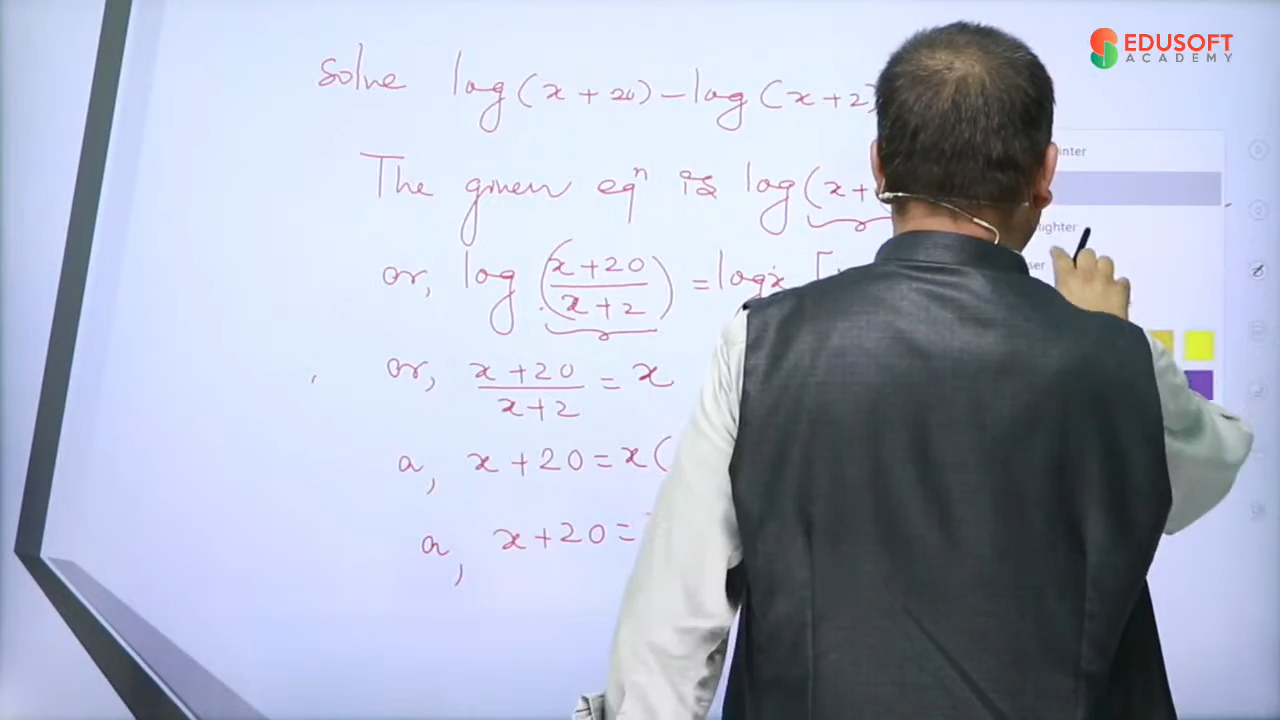 EDUSOFT
ACADEMY
Solve log(x+20)-log(x+2)
The given eqⁿ is log(x+
or, log (x+20/x+2) = logx [
or, x+20/x+2 = x
a, x+20=x(
a, x+20=